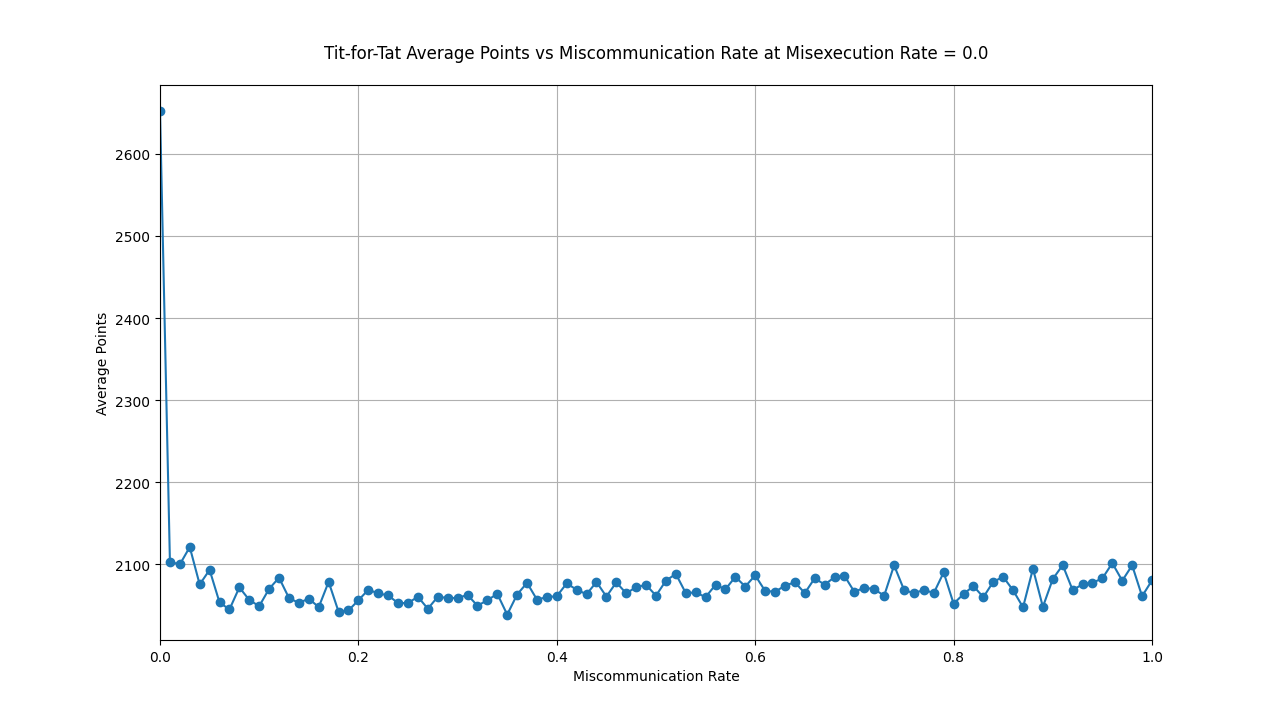 Tit-for-Tat Average Points vs Miscommunication Rate at Misexecution Rate = 0.0
2600
2500
2400
2300
2200
2100
Average Points
0.0 0.2 0.4 0.6 0.8 1.0
Miscommunication Rate